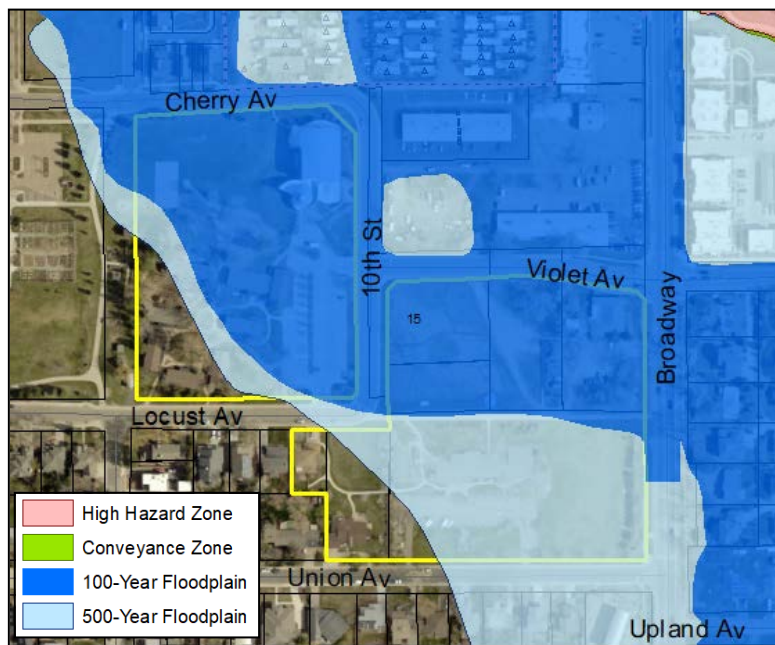 Cherry Av
10th St
Violet Av
Broadway
15
Locust Av
High Hazard Zone
Conveyance Zone
100-Year Floodplain
500-Year Floodplain
Union Av
Upland Av